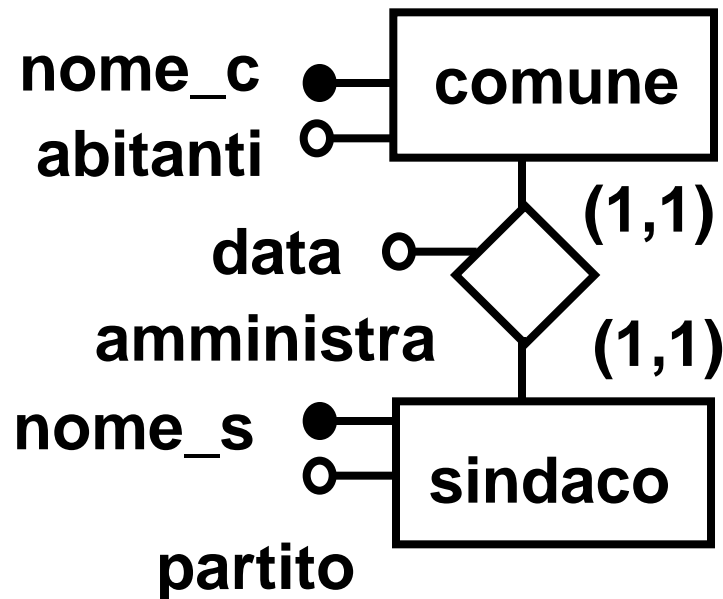 nome_c
comune
abitanti
(1,1)
data
amministra
(1,1)
nome_s
sindaco
partito